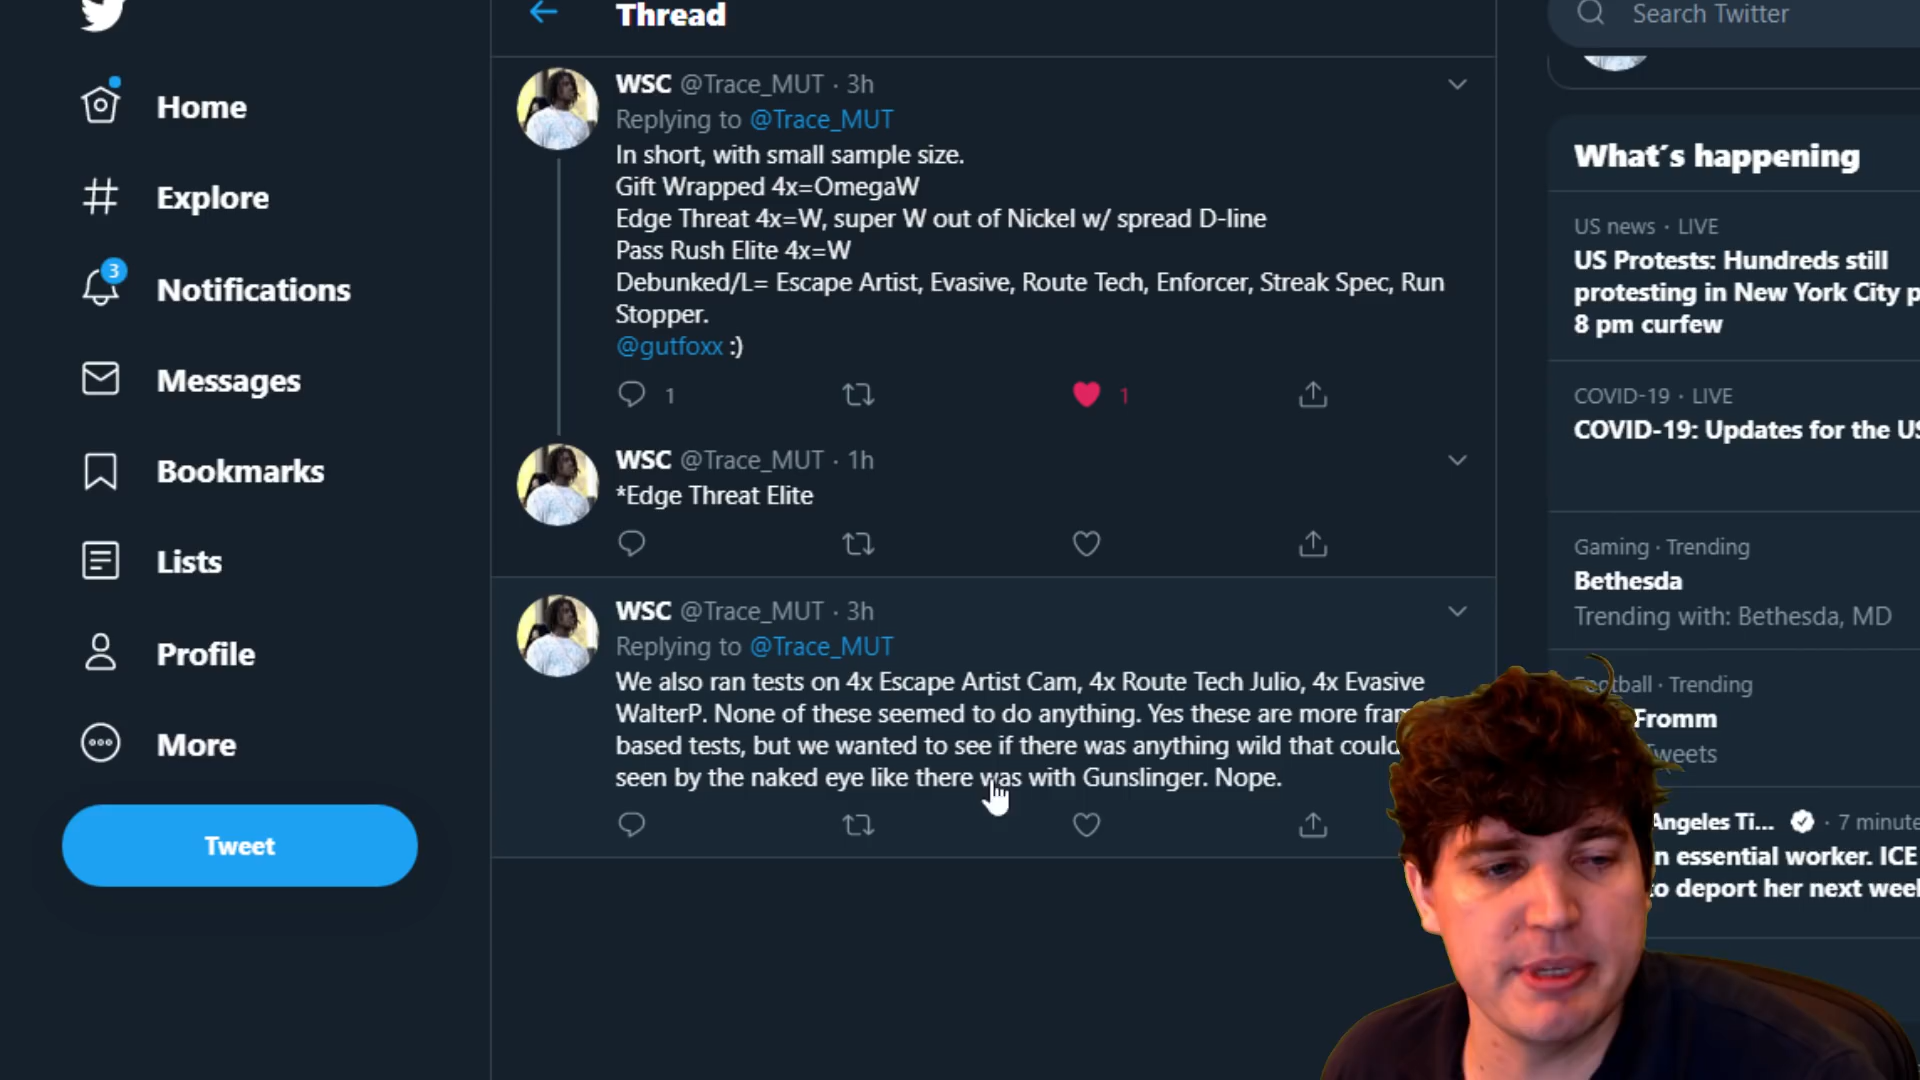 Thread
Search Twitter
Home
Explore
3
Notifications
Messages
Bookmarks
Lists
Profile
More
Tweet
WSC @Trace_MUT · 3h
Replying to @Trace_MUT
In short, with small sample size.
Gift Wrapped 4x=OmegaW
Edge Threat 4x=W, super W out of Nickel w/ spread D-line
Pass Rush Elite 4x=W
Debunked/L= Escape Artist, Evasive, Route Tech, Enforcer, Streak Spec, Run
Stopper.
@gutfoxx :)
1
1
WSC @Trace_MUT · 1h
*Edge Threat Elite
WSC @Trace_MUT · 3h
Replying to @Trace_MUT
We also ran tests on 4x Escape Artist Cam, 4x Route Tech Julio, 4x Evasive
WalterP. None of these seemed to do anything. Yes these are more
based tests, but we wanted to see if there was anything wild that could
seen by the naked eye like there was with Gunslinger. Nope.
What´s happening
US news · LIVE
US Protests: Hundreds still
protesting in New York City
8 pm curfew
COVID-19 · LIVE
COVID-19: Updates for the US
Gaming · Trending
Bethesda
Trending with: Bethesda, MD
· Trending
Fromm
Angeles Ti... · 7
essential worker. ICE
to deport her next